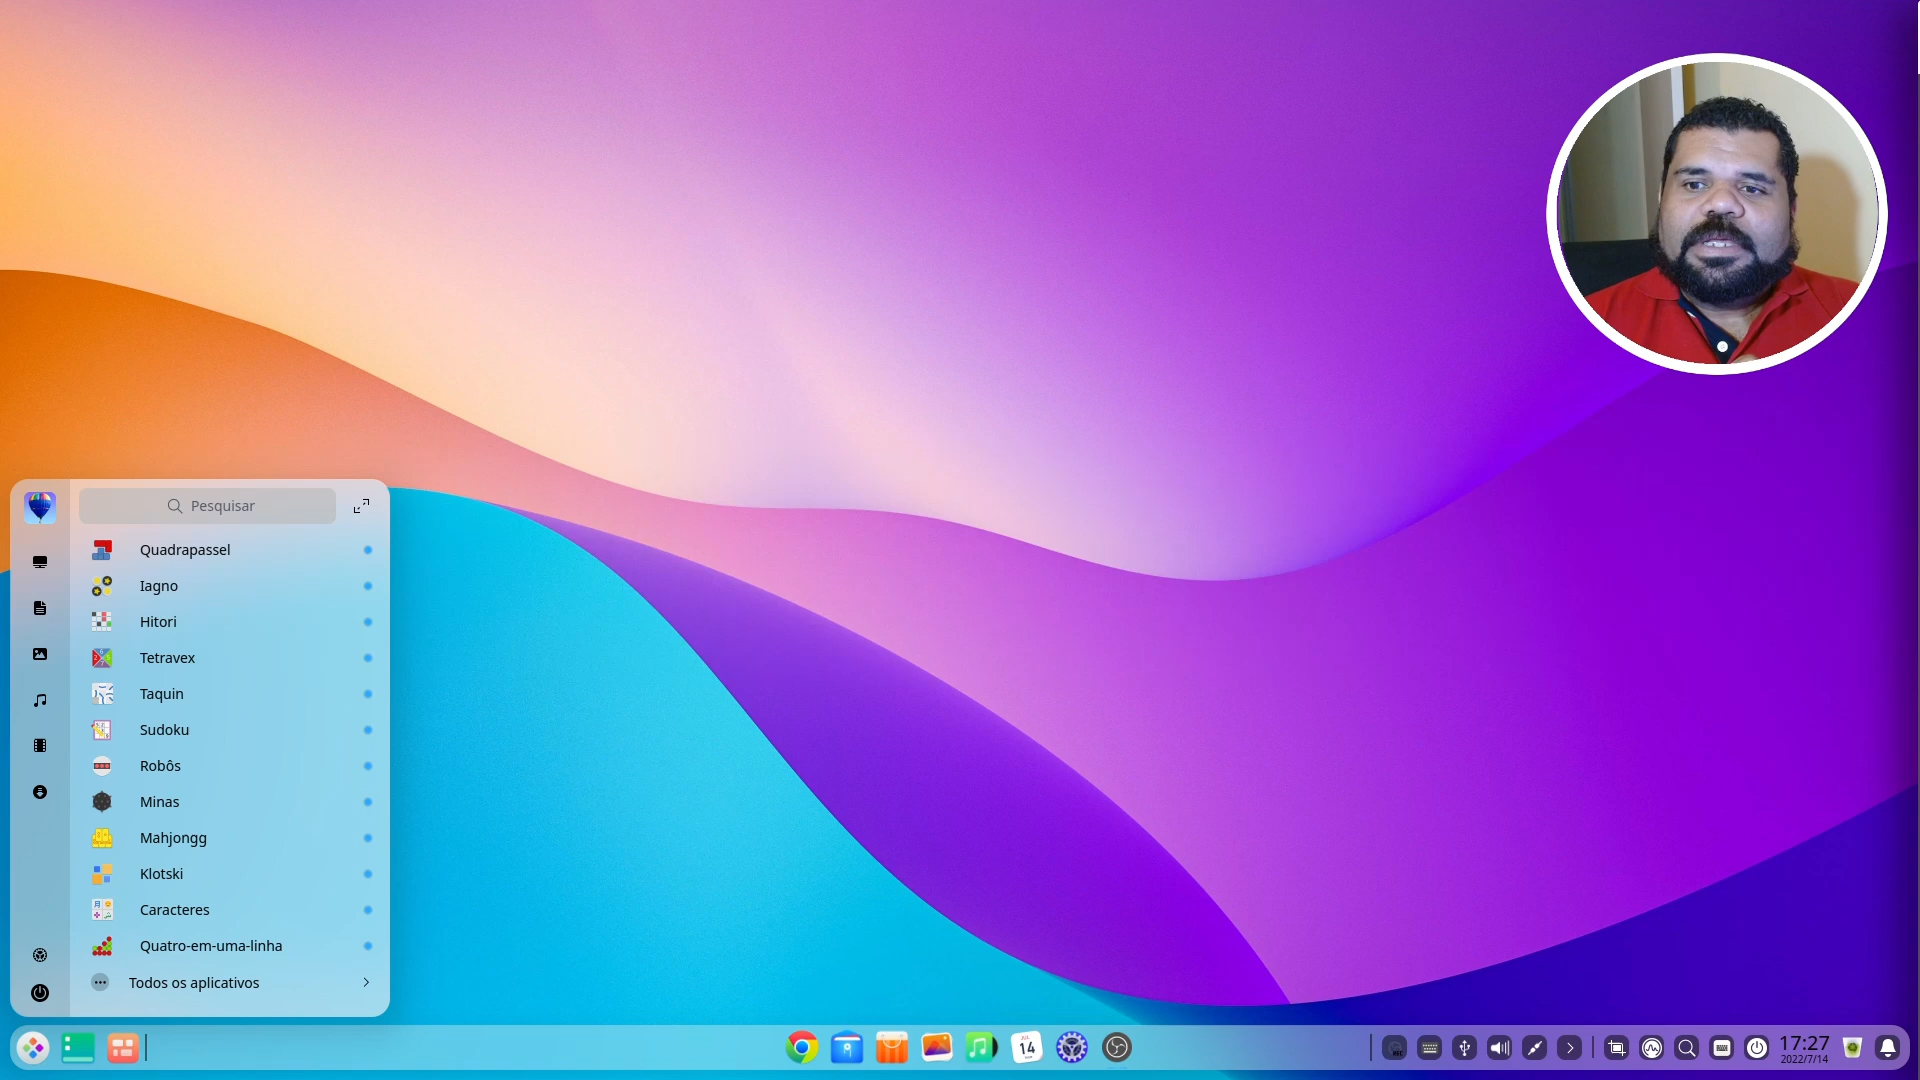 Pesquisar
Quadrapassel
Iagno
Hitori
Tetravex
Taquin
Sudoku
Robôs
Minas
Mahjongg
Klotski
Caracteres
Quatro-em-uma-linha
Todos os aplicativos
14
17:27
2022/7/14